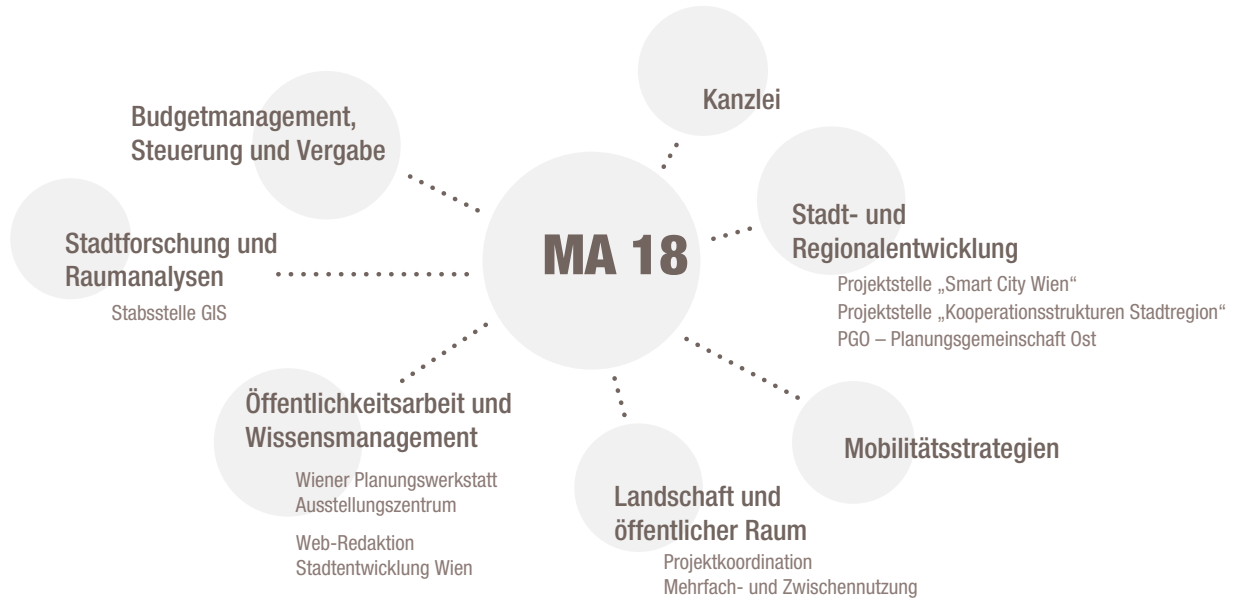 Budgetmanagement,
Steuerung und Vergabe
Kanzlei
Stadtforschung und
Raumanalysen
Stabsstelle GIS
MA 18
Stadt- und
Regionalentwicklung
Projektstelle „Smart City Wien“
Projektstelle „Kooperationsstrukturen Stadtregion“
PGO – Planungsgemeinschaft Ost
Öffentlichkeitsarbeit und
Wissensmanagement
Wiener Planungswerkstatt
Ausstellungszentrum
Web-Redaktion
Stadtentwicklung Wien
Landschaft und
öffentlicher Raum
Projektkoordination
Mehrfach- und Zwischennutzung
Mobilitätsstrategien